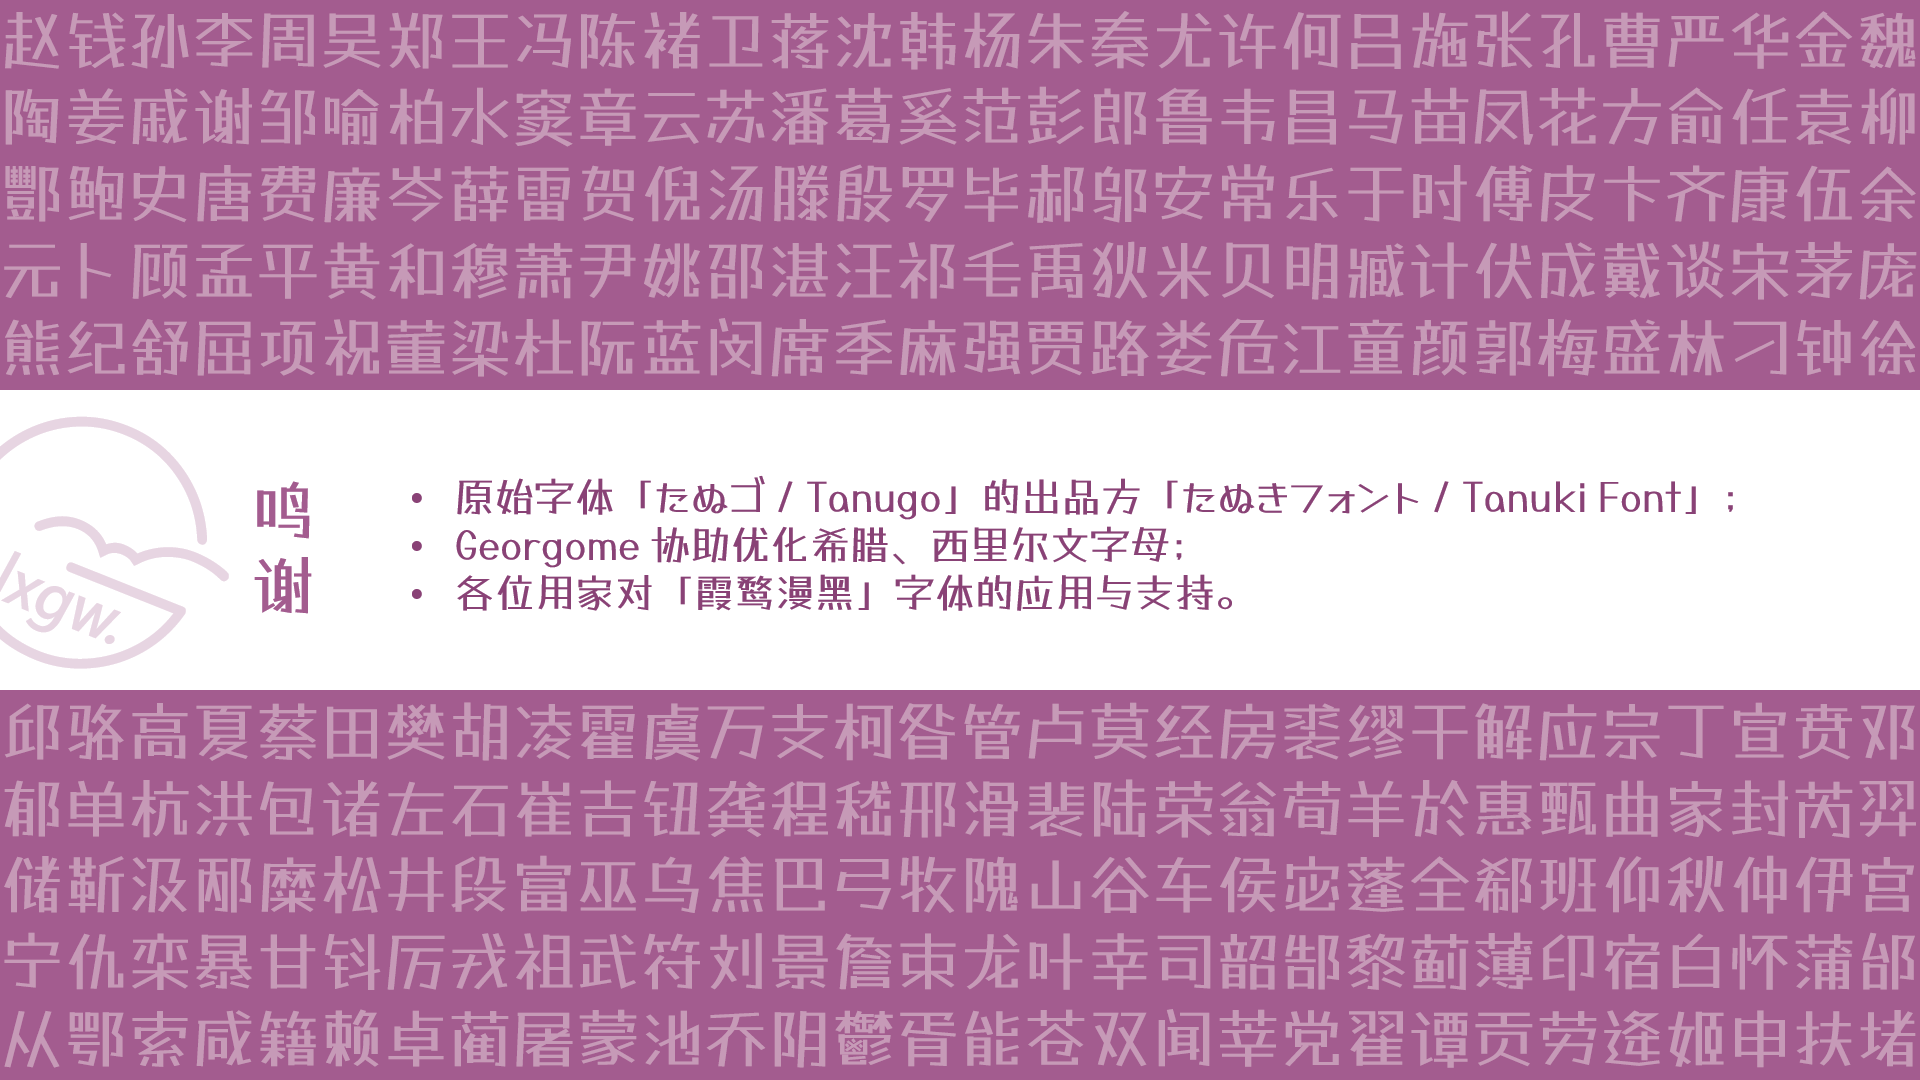 赵钱孙李周吴郑王冯陈褚卫蒋沈韩杨朱秦尤许何吕施张孔曹严华金魏
陶姜戚谢邹喻柏水窦章云苏潘葛奚范彭郎鲁韦昌马苗凤花方俞任袁柳
酆鲍史唐费廉岑薛雷贺倪汤滕殷罗毕郝邬安常乐于时傅皮卞齐康伍余
元卜顾孟平黄和穆萧尹姚邵湛汪祁毛禹狄米贝明臧计伏成戴谈宋茅庞
熊纪舒屈项祝董梁杜阮蓝闵席季麻强贾路娄危江童颜郭梅盛林刁钟徐
lxgw.
鸣谢
• 原始字体「たぬゴ / Tanugo」的出品方「たぬきフォント / Tanuki Font」;
• Georgome 协助优化希腊、西里尔文字母;
• 各位用家对「霞鹜漫黑」字体的应用与支持。
邱骆高夏蔡田樊胡凌霍虞万支柯昝管卢莫经房裘缪干解应宗丁宣贲邓
郁单杭洪包诸左石崔吉钮龚程嵇邢滑裴陆荣翁荀羊於惠甄曲家封芮羿
储靳汲邴糜松井段富巫乌焦巴弓牧隗山谷车侯宓蓬全郗班仰秋仲伊宫
宁仇栾暴甘钭厉戎祖武符刘景詹束龙叶幸司韶郜黎蓟薄印宿白怀蒲邰
从鄂索咸籍赖卓蔺屠蒙池乔阴鬱胥能苍双闻莘党翟谭贡劳逄姬申扶堵